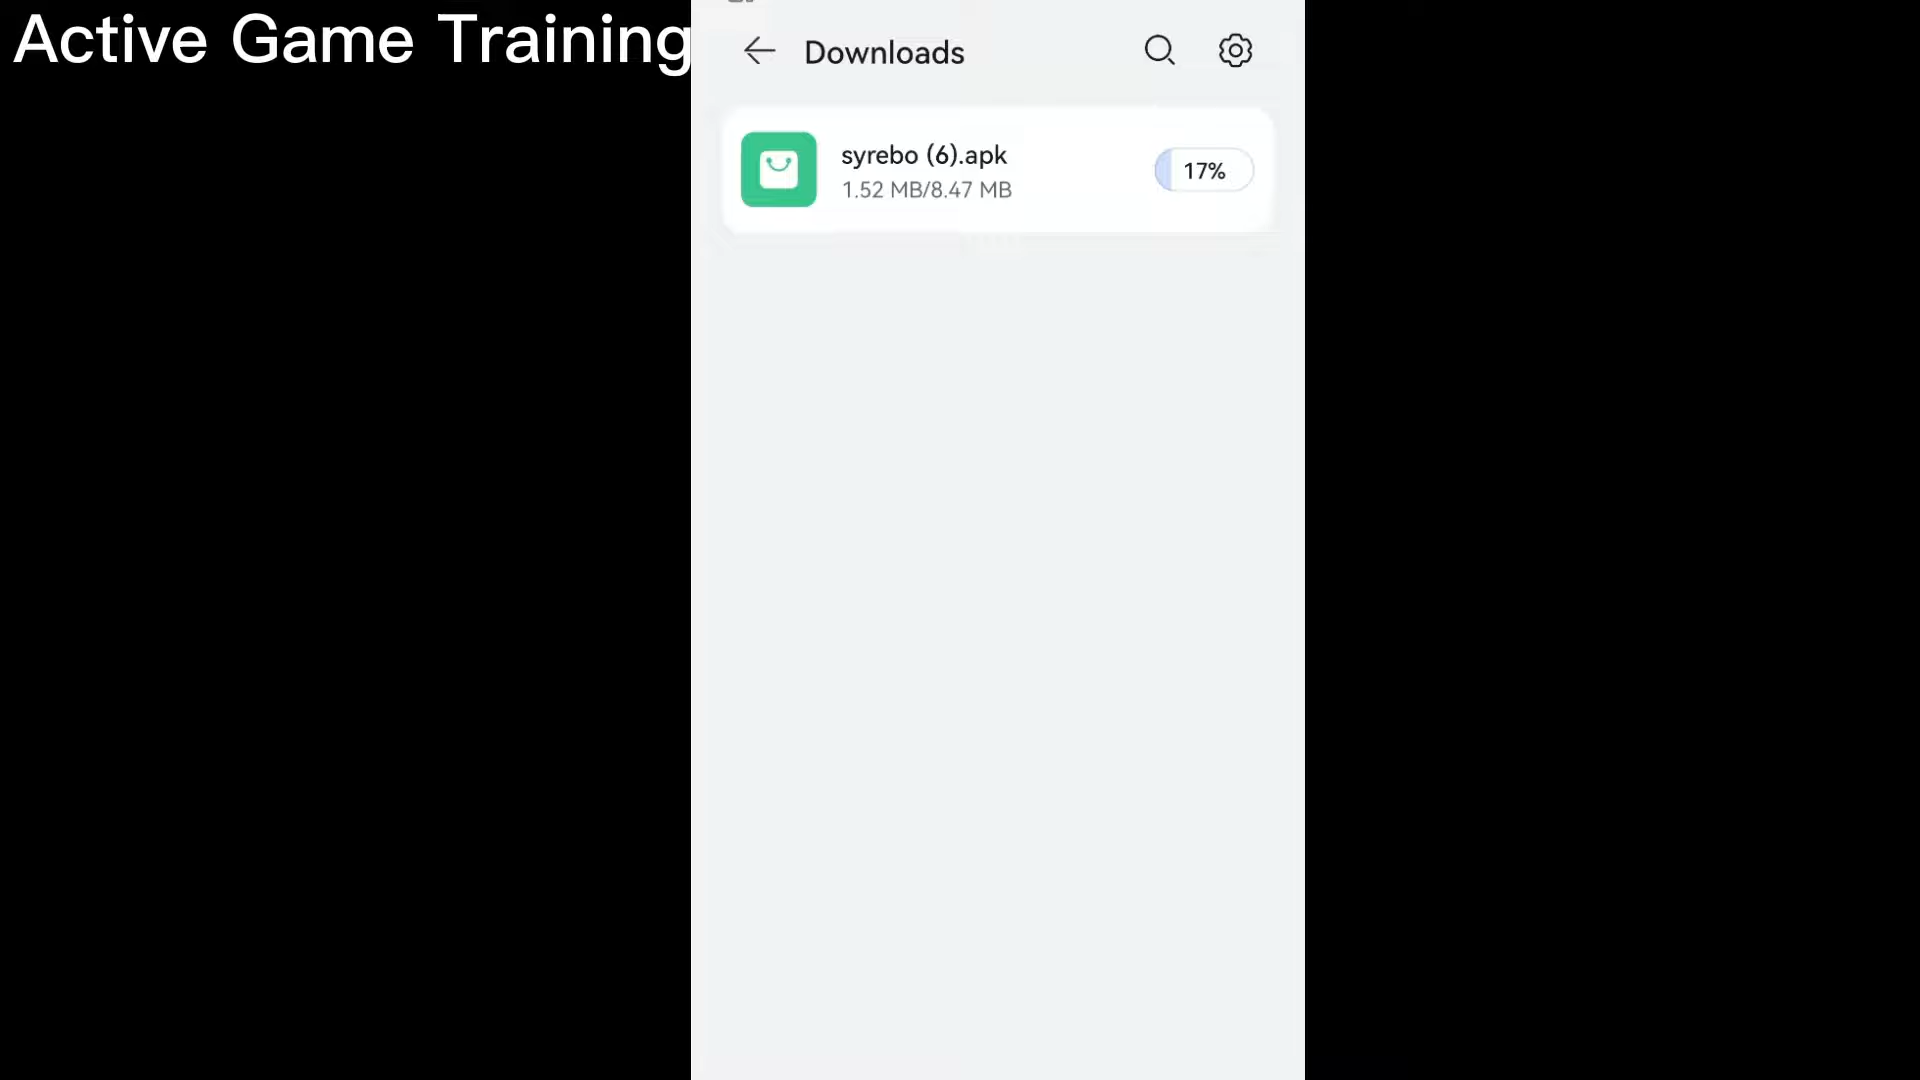 Active Game Training
Downloads
syrebo (6).apk
1.52 MB/8.47 MB
17%